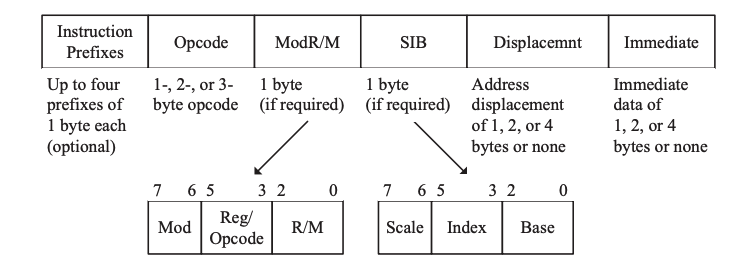 Instruction
Prefixes
Opcode
ModR/M
SIB
Displacemnt
Immediate
Up to four
prefixes of
1 byte each
(optional)
1-, 2-, or 3-
byte opcode
1 byte
(if required)
1 byte
(if required)
Address
displacement
of 1, 2, or 4
bytes or none
Immediate
data of
1, 2, or 4
bytes or none
7 6 5 3 2 0
Mod
Reg/
Opcode
R/M
7 6 5 3 2 0
Scale
Index
Base